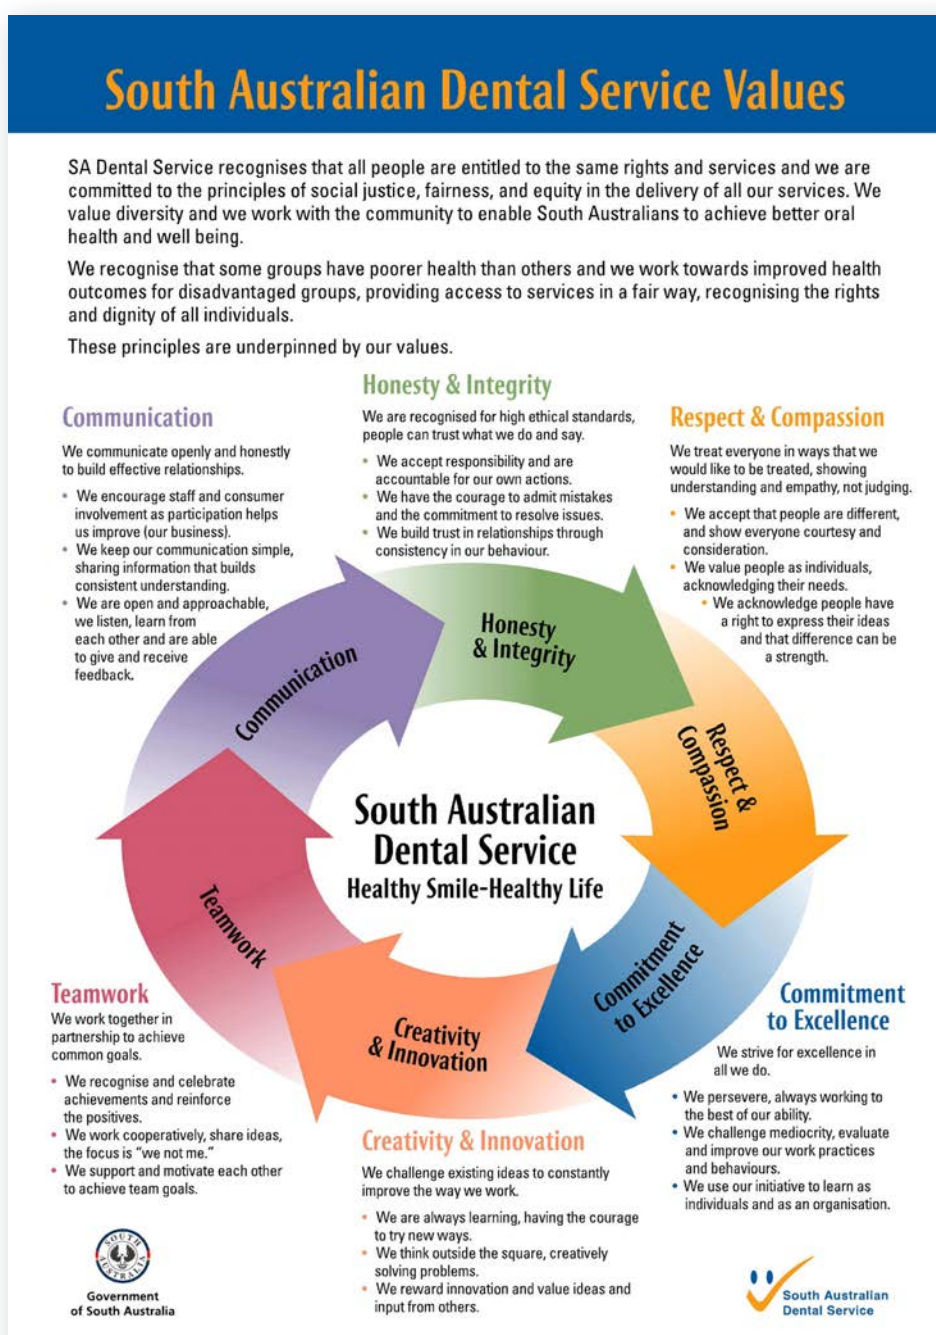 South Australian Dental Service Values
SA Dental Service recognises that all people are entitled to the same rights and services and we are
committed to the principles of social justice, fairness, and equity in the delivery of all our services. We
value diversity and we work with the community to enable South Australians to achieve better oral
health and well being.
We recognise that some groups have poorer health than others and we work towards improved health
outcomes for disadvantaged groups, providing access to services in a fair way, recognising the rights
and dignity of all individuals.
These principles are underpinned by our values.
Communication
We communicate openly and honestly
to build effective relationships.
• We encourage staff and consumer
involvement as participation helps
us improve (our business).
• We keep our communication simple,
sharing information that builds
consistent understanding.
• We are open and approachable,
we listen, learn from
each other and are able
to give and receive
feedback.
Honesty & Integrity
We are recognised for high ethical standards,
people can trust what we do and say.
• We accept responsibility and are
accountable for our own actions.
• We have the courage to admit mistakes
and the commitment to resolve issues.
• We build trust in relationships through
consistency in our behaviour.
Respect & Compassion
We treat everyone in ways that we
would like to be treated, showing
understanding and empathy, not judging.
• We accept that people are different,
and show everyone courtesy and
consideration.
• We value people as individuals,
acknowledging their needs.
• We acknowledge people have
a right to express their ideas
and that difference can be
a strength.
Communication
Honesty
& Integrity
Respect &
Compassion
South Australian
Dental Service
Healthy Smile-Healthy Life
Teamwork
Creativity
& Innovation
Commitment
to Excellence
Teamwork
We work together in
partnership to achieve
common goals.
• We recognise and celebrate
achievements and reinforce
the positives.
• We work cooperatively, share ideas,
the focus is "we not me."
• We support and motivate each other
to achieve team goals.
Creativity & Innovation
We challenge existing ideas to constantly
improve the way we work.
• We are always learning, having the courage
to try new ways.
• We think outside the square, creatively
solving problems.
• We reward innovation and value ideas and
input from others.
Commitment
to Excellence
We strive for excellence in
all we do.
• We persevere, always working to
the best of our ability.
• We challenge mediocrity, evaluate
and improve our work practices
and behaviours.
• We use our initiative to learn as
individuals and as an organisation.
SOUTH
AUSTRALIA
Government
of South Australia
South Australian
Dental Service